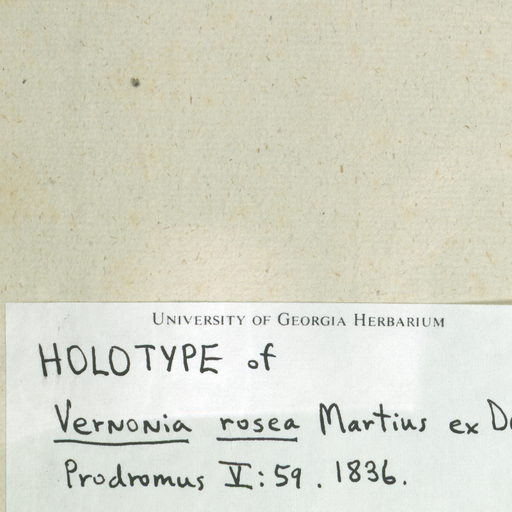 University of Georgia Herbarium
HOLOTYPE of
Vernonia rosea Martius ex
Prodromus V: 59. 1836.